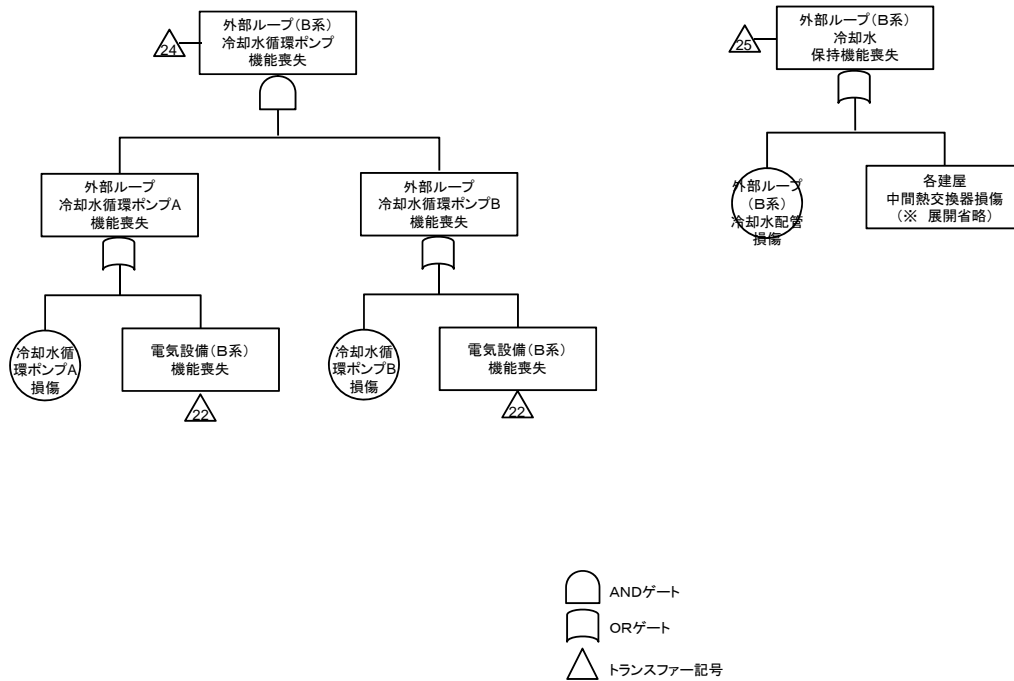 24
外部ループ(B系)
冷却水循環ポンプ
機能喪失
外部ループ
冷却水循環ポンプA
機能喪失
外部ループ
冷却水循環ポンプB
機能喪失
冷却水循
環ポンプA
損傷
電気設備(B系)
機能喪失
22
冷却水循
環ポンプB
損傷
電気設備(B系)
機能喪失
22
25
外部ループ(B系)
冷却水
保持機能喪失
外部ループ
(B系)
冷却水配管
損傷
各建屋
中間熱交換器損傷
(※ 展開省略)
ANDゲート
ORゲート
トランスファー記号